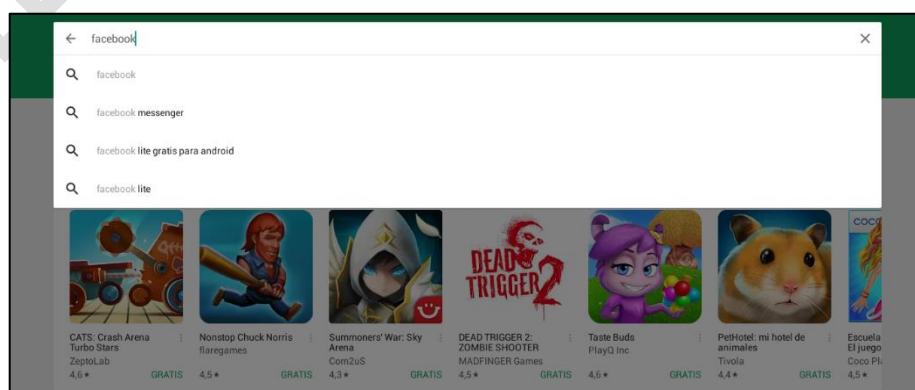 facebook
facebook
facebook messenger
facebook lite gratis para android
facebook lite
COCO
DEAD
TRIGGER 2
CATS: Crash Arena
Turbo Stars
ZeptoLab
4,6★ GRATIS
Nonstop Chuck Norris
flaregames
4,5★ GRATIS
Summoners' War: Sky
Arena
Com2uS
4,3★ GRATIS
DEAD TRIGGER 2:
ZOMBIE SHOOTER
MADFINGER Games
4,5★ GRATIS
Taste Buds
PlayQ Inc
4,6★ GRATIS
PetHotel: mi hotel de
animales
Tivola
4,4★ GRATIS
Escuela
El juego
Coco Pl
4,5★